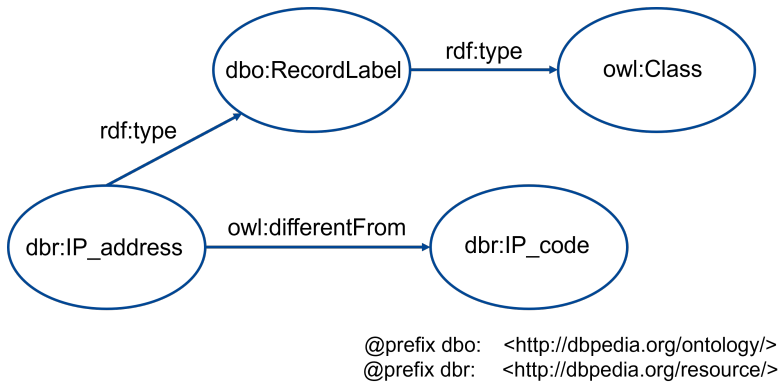 rdf:type
dbo:RecordLabel
owl:Class
rdf:type
owl:differentFrom
dbr:IP_address
dbr:IP_code
@prefix dbo: <http://dbpedia.org/ontology/>
@prefix dbr: <http://dbpedia.org/resource/>